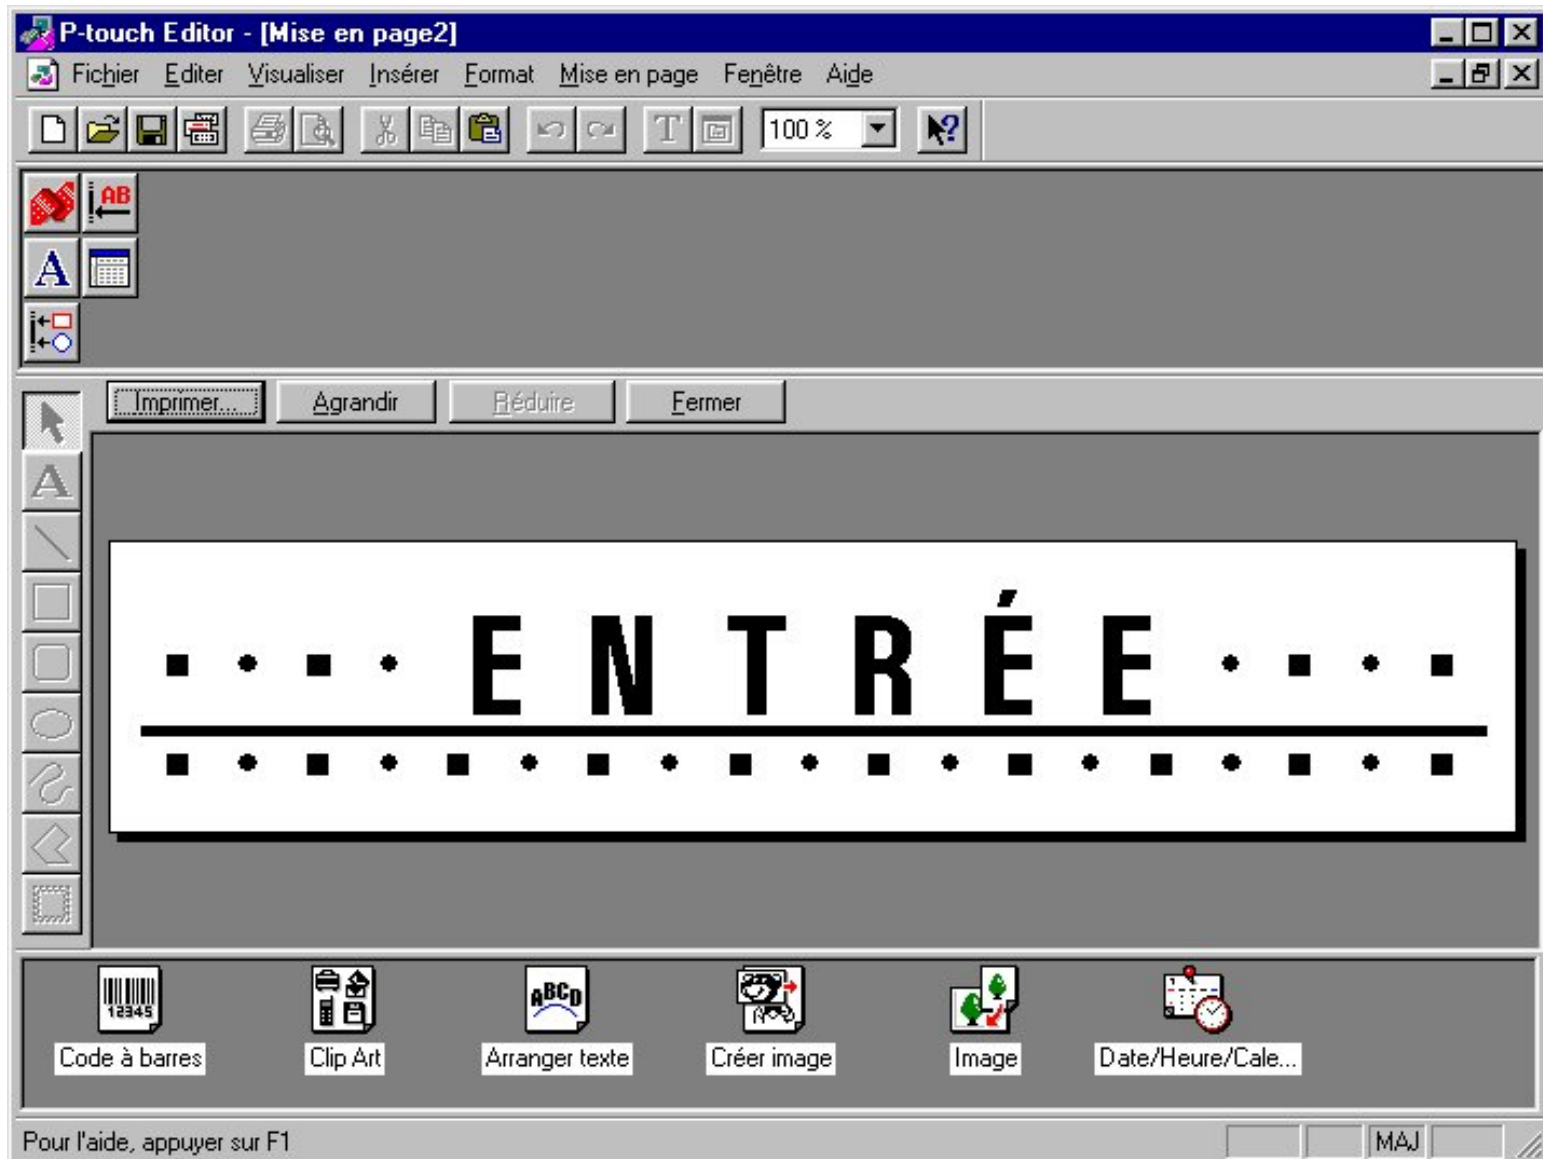 P-touch Editor - [Mise en page2]
Fichier Editer Visualiser Insérer Format Mise en page Fenêtre Aide
T 100 % ?
AB
A
Imprimer... Agrandir Réduire Fermer
A
ENTRÉE
12345
ABCD
Code à barres Clip Art Arranger texte Créer image Image Date/Heure/Cale...
Pour l'aide, appuyer sur F1 MAJ